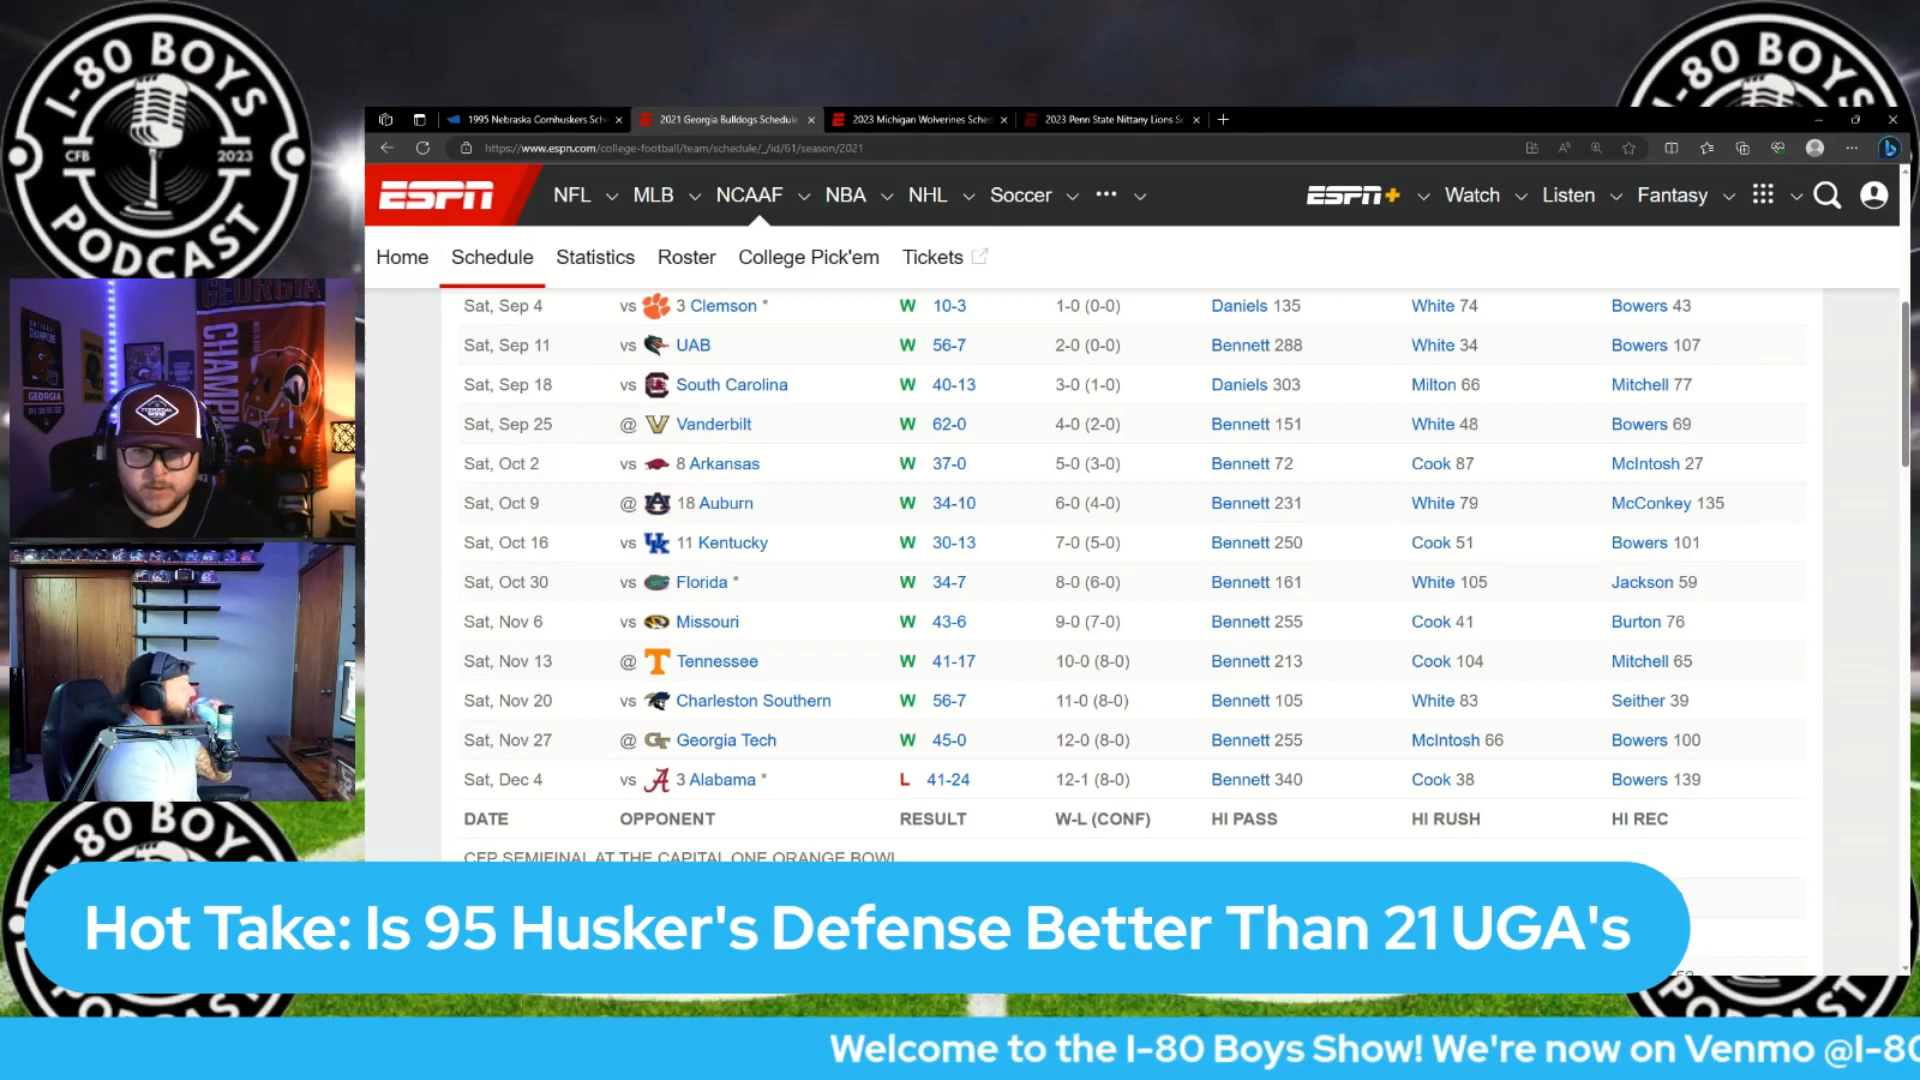 I-80 BOYS
CFB 2023
PODCAST
I-80 BOYS
1995 Nebraska Cornhuskers Sch
2021 Georgia Bulldogs Schedule
2023 Michigan Wolverines Sched
2023 Penn State Nittany Lions Sc
https://www.espn.com/college-football/team/schedule/_/id/61/season/2021
ESPN NFL MLB NCAAF NBA NHL Soccer ••• ESPN+ Watch Listen Fantasy
Home Schedule Statistics Roster College Pick'em Tickets
Sat, Sep 4 vs 3 Clemson * W 10-3 1-0 (0-0) Daniels 135 White 74 Bowers 43
Sat, Sep 11 vs UAB W 56-7 2-0 (0-0) Bennett 288 White 34 Bowers 107
Sat, Sep 18 vs South Carolina W 40-13 3-0 (1-0) Daniels 303 Milton 66 Mitchell 77
Sat, Sep 25 @ Vanderbilt W 62-0 4-0 (2-0) Bennett 151 White 48 Bowers 69
Sat, Oct 2 vs 8 Arkansas W 37-0 5-0 (3-0) Bennett 72 Cook 87 McIntosh 27
Sat, Oct 9 @ 18 Auburn W 34-10 6-0 (4-0) Bennett 231 White 79 McConkey 135
Sat, Oct 16 vs 11 Kentucky W 30-13 7-0 (5-0) Bennett 250 Cook 51 Bowers 101
Sat, Oct 30 vs Florida * W 34-7 8-0 (6-0) Bennett 161 White 105 Jackson 59
Sat, Nov 6 vs Missouri W 43-6 9-0 (7-0) Bennett 255 Cook 41 Burton 76
Sat, Nov 13 @ Tennessee W 41-17 10-0 (8-0) Bennett 213 Cook 104 Mitchell 65
Sat, Nov 20 vs Charleston Southern W 56-7 11-0 (8-0) Bennett 105 White 83 Seither 39
Sat, Nov 27 @ Georgia Tech W 45-0 12-0 (8-0) Bennett 255 McIntosh 66 Bowers 100
Sat, Dec 4 vs 3 Alabama * L 41-24 12-1 (8-0) Bennett 340 Cook 38 Bowers 139
DATE OPPONENT RESULT W-L (CONF) HI PASS HI RUSH HI REC
CFP SEMIFINAL AT THE CAPITAL ONE ORANGE BOWL
GEORGIA
CHAMP
GEORGIA
I-80 BOYS
Hot Take: Is 95 Husker's Defense Better Than 21 UGA's
PODCAST
PODCAST
Welcome to the I-80 Boys Show! We're now on Venmo @I-80